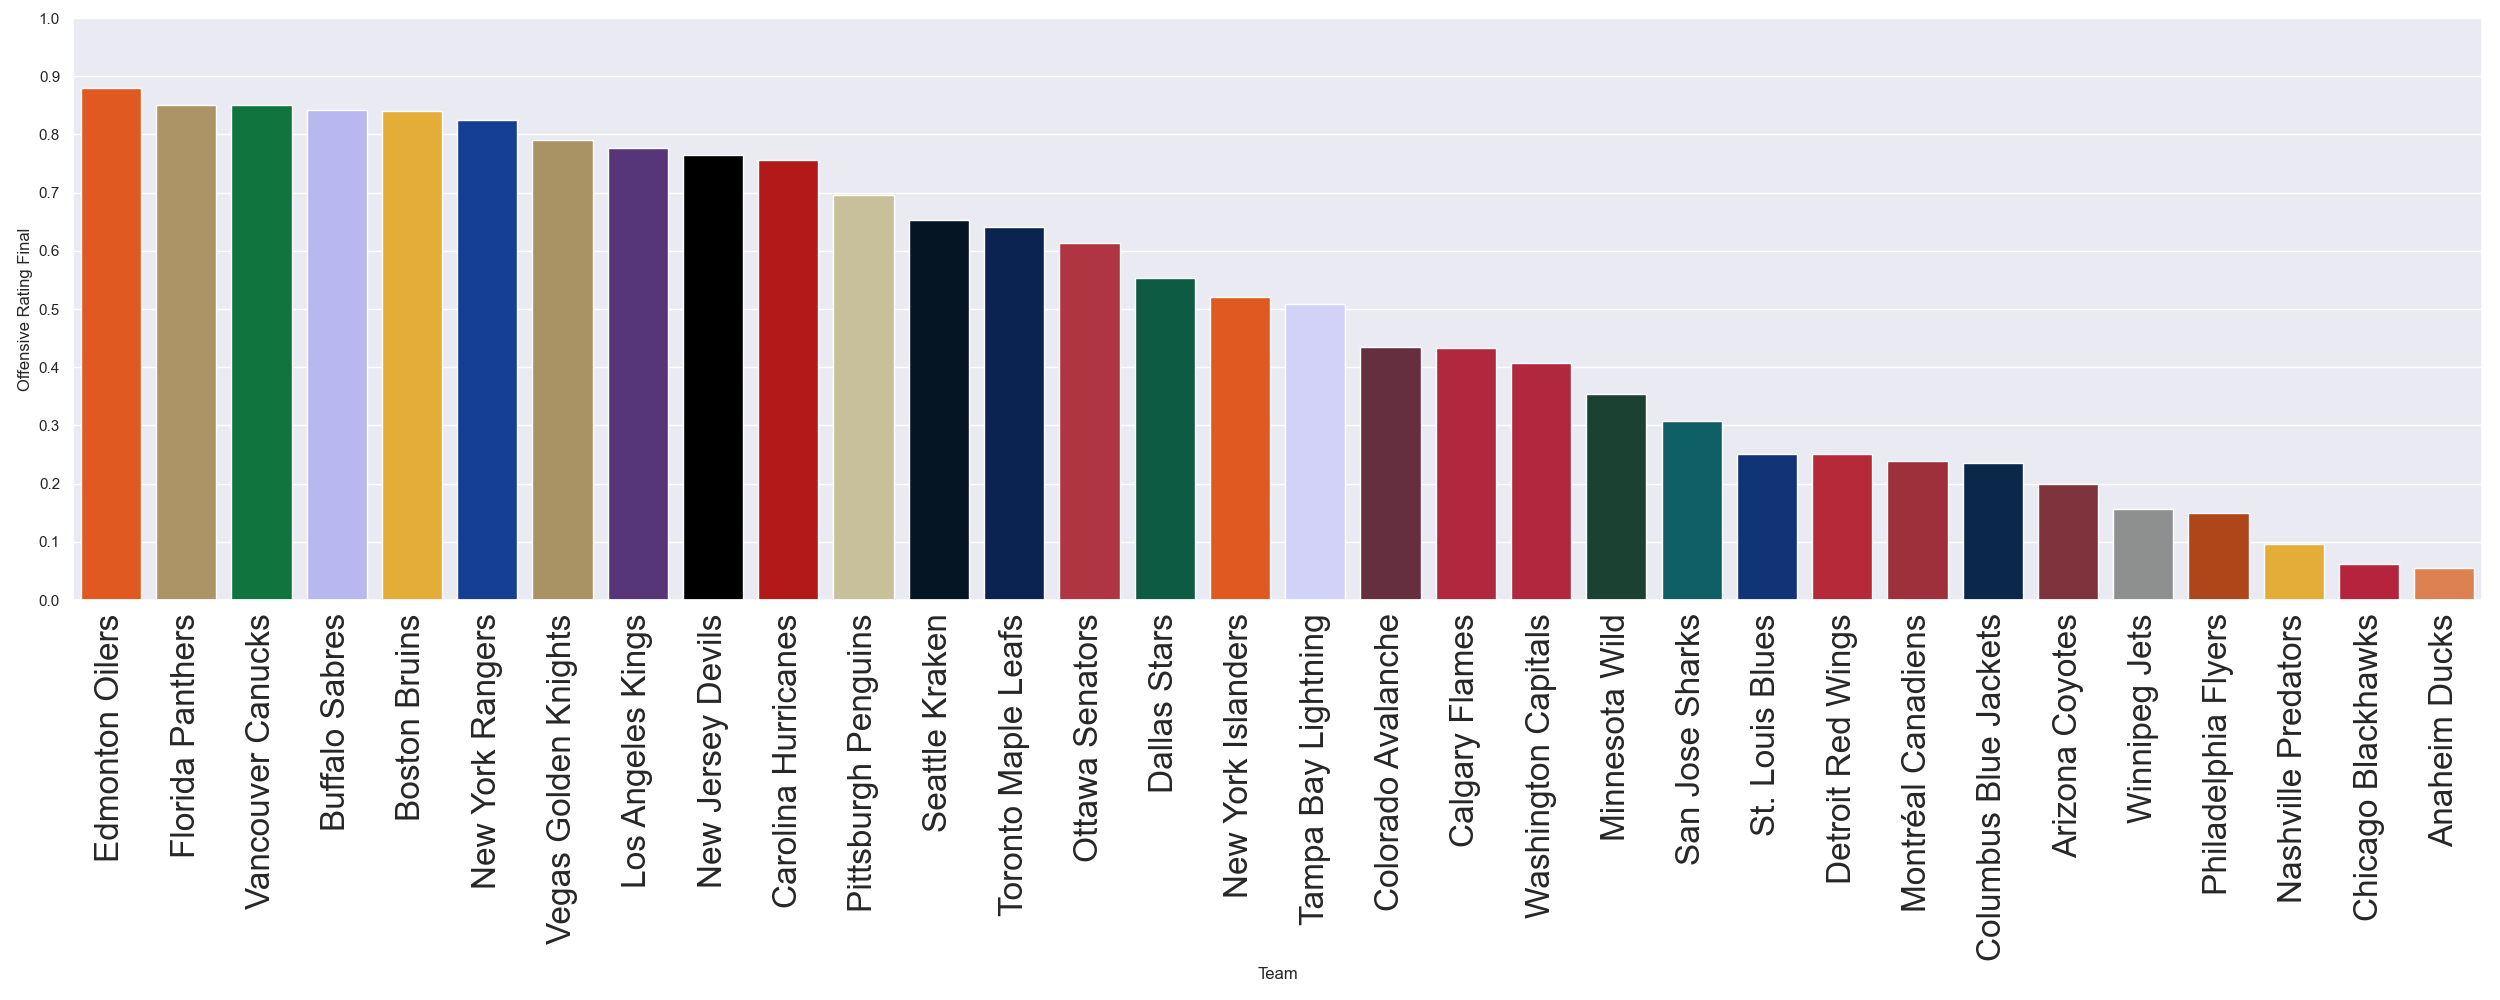 1.0
0.9
0.8
0.7
0.6
0.5
0.4
0.3
0.2
0.1
0.0
Offensive Rating Final
Edmonton Oilers
Florida Panthers
Vancouver Canucks
Buffalo Sabres
Boston Bruins
New York Rangers
Vegas Golden Knights
Los Angeles Kings
New Jersey Devils
Carolina Hurricanes
Pittsburgh Penguins
Seattle Kraken
Toronto Maple Leafs
Ottawa Senators
Dallas Stars
New York Islanders
Tampa Bay Lightning
Colorado Avalanche
Calgary Flames
Washington Capitals
Minnesota Wild
San Jose Sharks
St. Louis Blues
Detroit Red Wings
Montréal Canadiens
Columbus Blue Jackets
Arizona Coyotes
Winnipeg Jets
Philadelphia Flyers
Nashville Predators
Chicago Blackhawks
Anaheim Ducks
Team